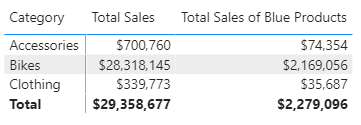 Category Total Sales Total Sales of Blue Products
Accessories $700,760 $74,354
Bikes $28,318,145 $2,169,056
Clothing $339,773 $35,687
Total $29,358,677 $2,279,096